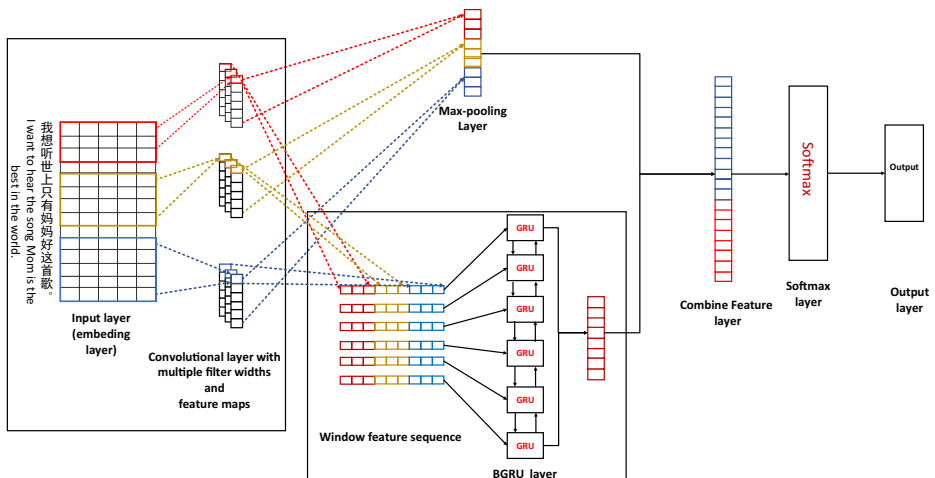 我想听世上只有妈妈好这首歌。
I want to hear the song Mom is the
best in the world.
Input layer
(embeding
layer)
Convolutional layer with
multiple filter widths
and
feature maps
Max-pooling
Layer
Window feature sequence
GRU
GRU
GRU
GRU
GRU
GRU
BGRU layer
Combine Feature
layer
Softmax
Softmax
layer
Output
Output
layer